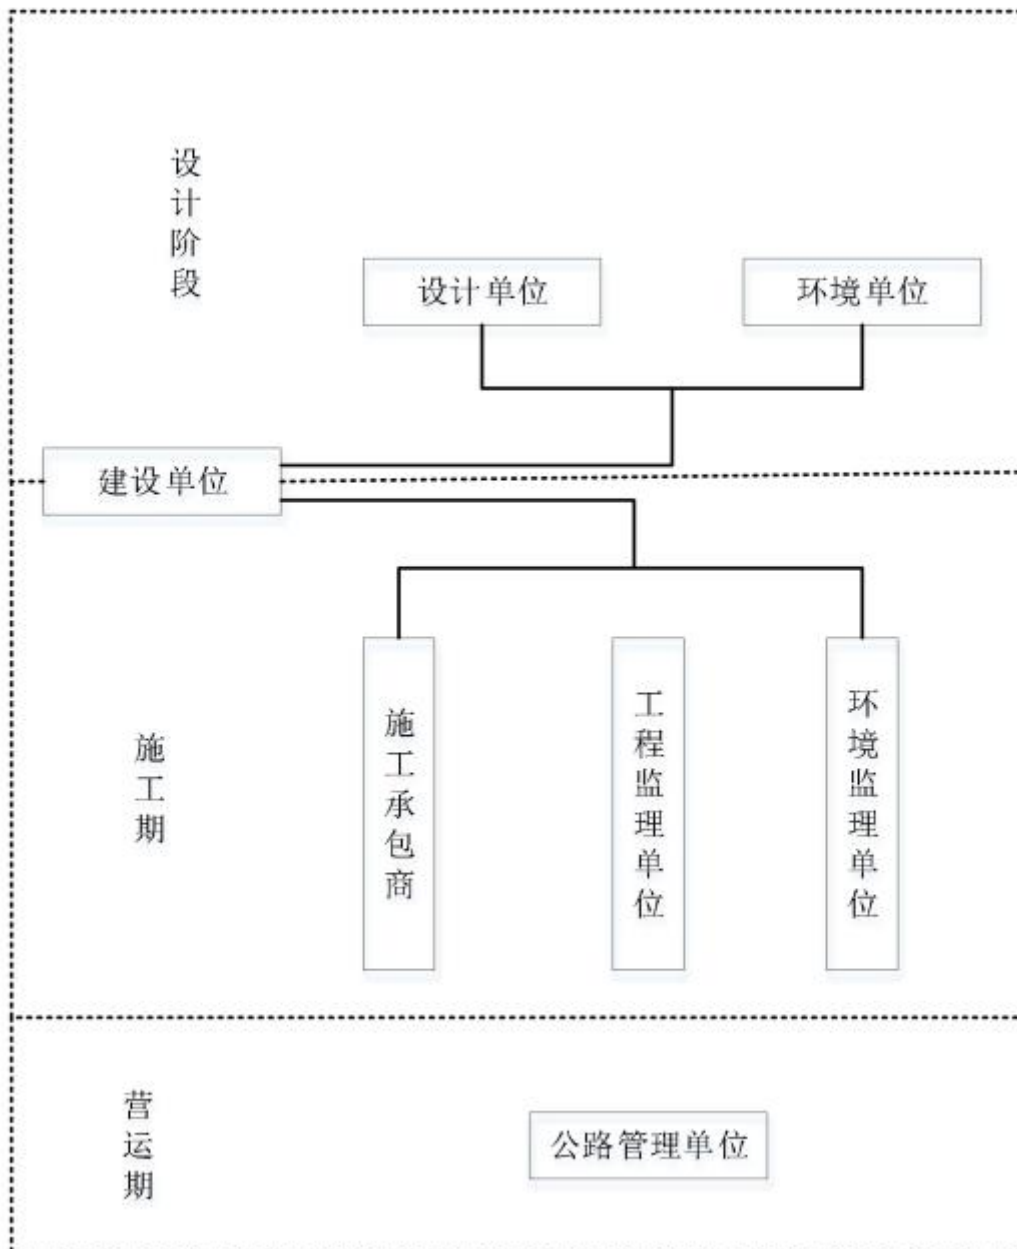 设计阶段
设计单位
环境单位
建设单位
施工期
施工承包商
工程监理单位
环境监理单位
营运期
公路管理单位